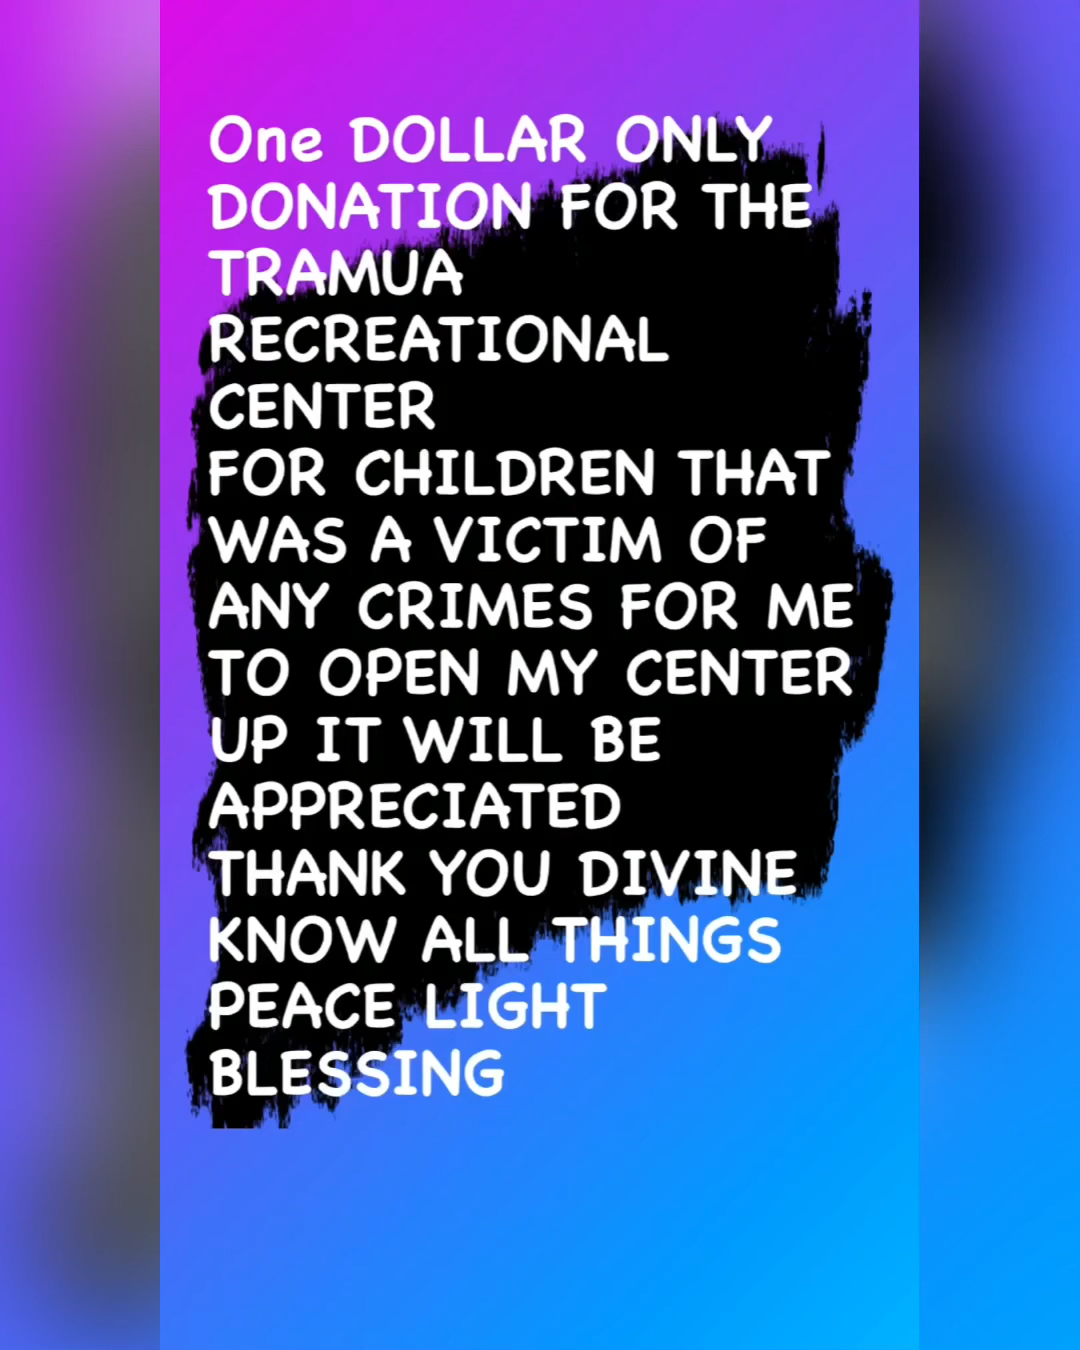 One DOLLAR ONLY
DONATION FOR THE
TRAMUA
RECREATIONAL
CENTER
FOR CHILDREN THAT
WAS A VICTIM OF
ANY CRIMES FOR ME
TO OPEN MY CENTER
UP IT WILL BE
APPRECIATED
THANK YOU DIVINE
KNOW ALL THINGS
PEACE LIGHT
BLESSING